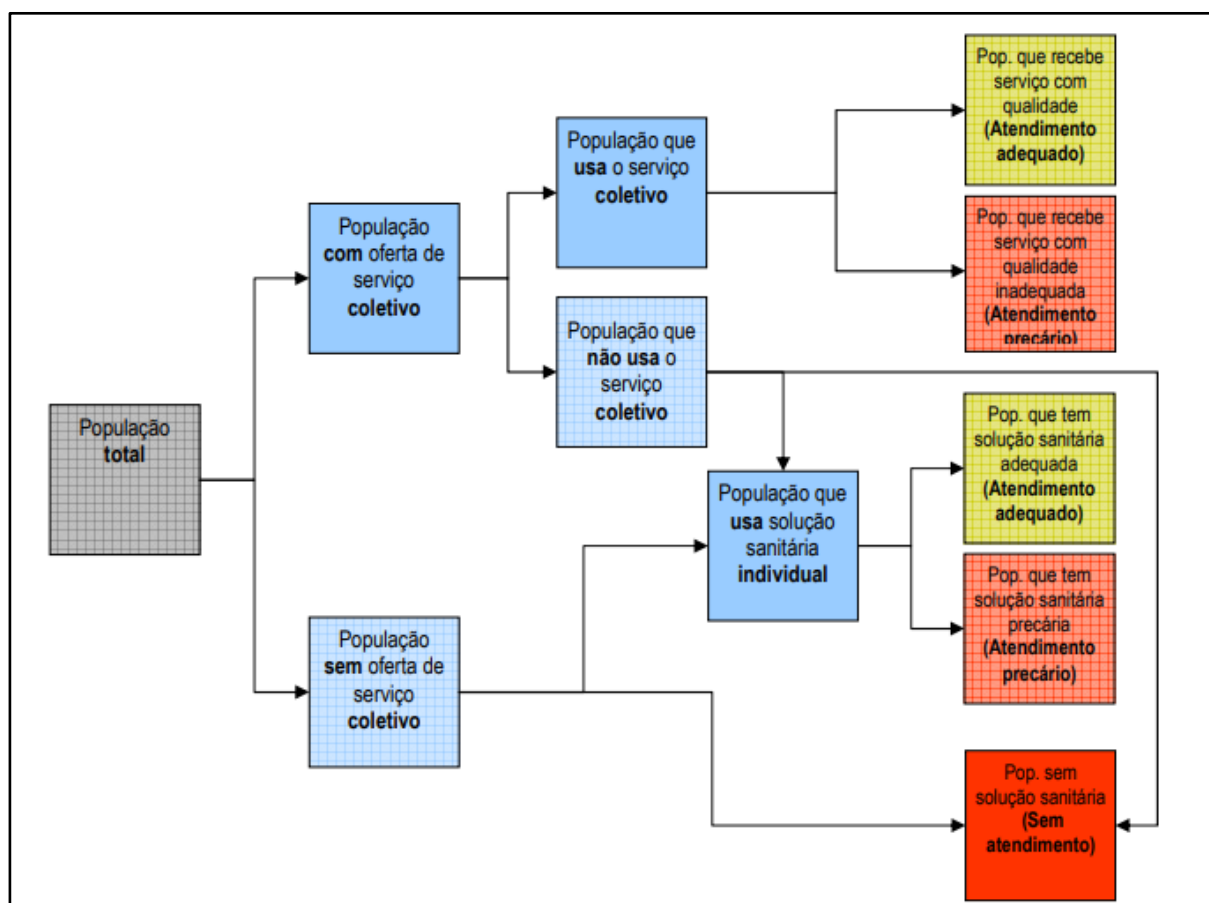 População
total
População
com oferta de
serviço
coletivo
População
sem oferta de
serviço
coletivo
População que
usa o serviço
coletivo
População que
não usa o
serviço
coletivo
População que
usa solução
sanitária
individual
Pop. que recebe
serviço com
qualidade
(Atendimento
adequado)
Pop. que recebe
serviço com
qualidade
inadequada
(Atendimento
precário)
Pop. que tem
solução sanitária
adequada
(Atendimento
adequado)
Pop. que tem
solução sanitária
precária
(Atendimento
precário)
Pop. sem
solução sanitária
(Sem
atendimento)